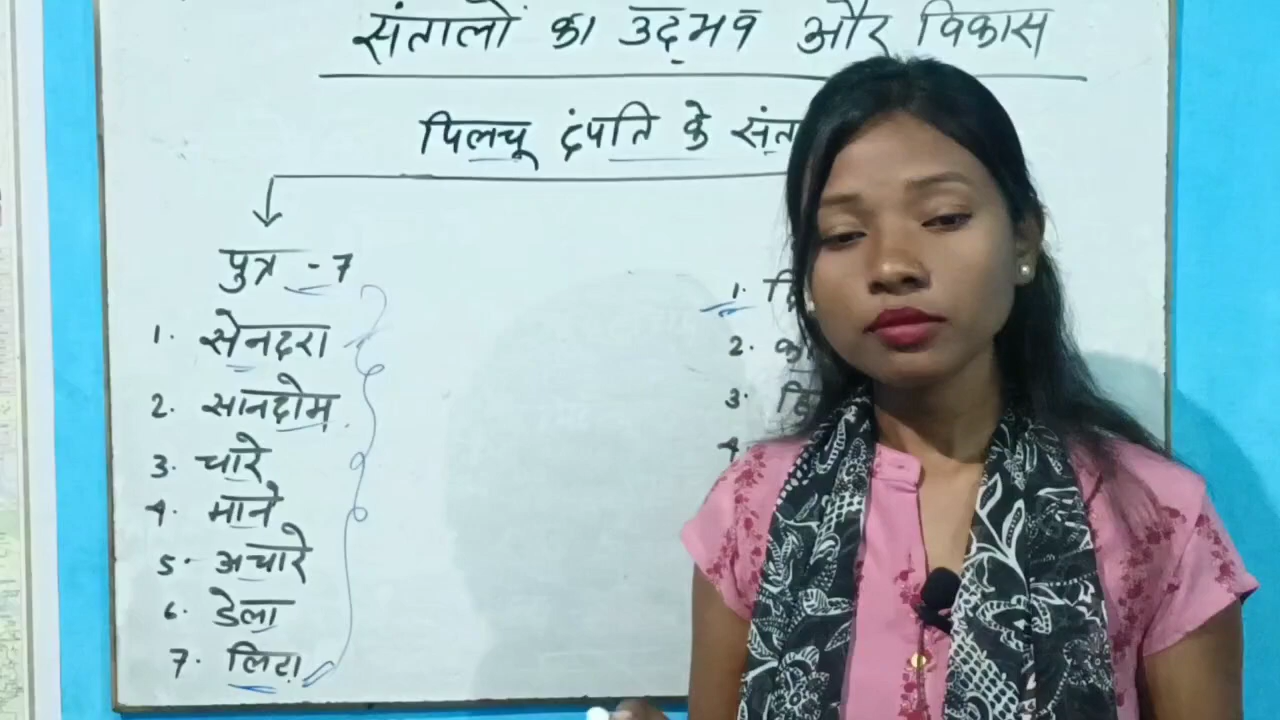 संतालों का उद्भव और विकास
पिलचू दंपति के
पुत्र - 7
1. सेनदरा
2. सानदोम
3. चारे
4. माने
5. अचारे
6. डेला
7. लिटा
1.
2.
3.
4